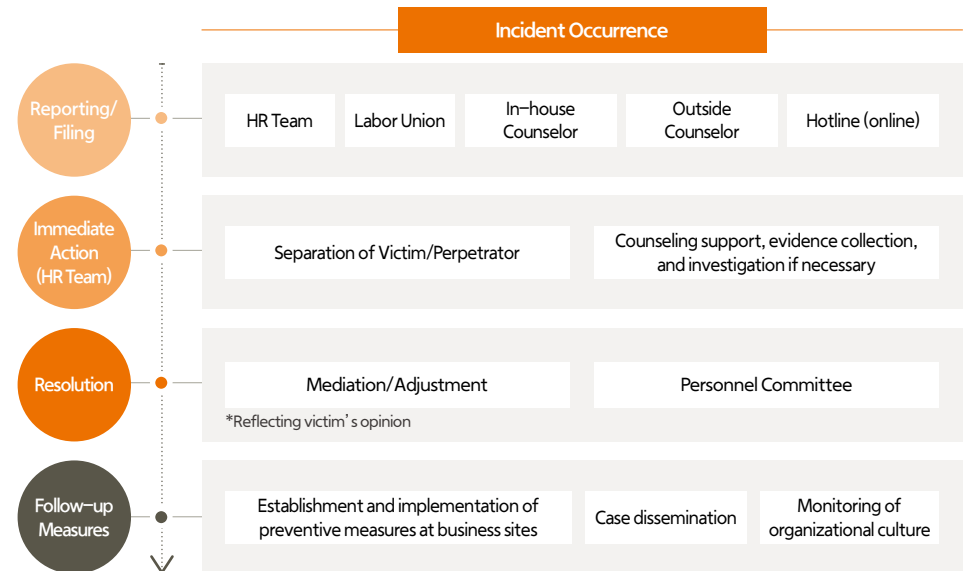 Incident Occurrence
Reporting/
Filing
HR Team
Labor Union
In-house
Counselor
Outside
Counselor
Hotline (online)
Immediate
Action
(HR Team)
Separation of Victim/Perpetrator
Counseling support, evidence collection,
and investigation if necessary
Resolution
Mediation/Adjustment
*Reflecting victim's opinion
Personnel Committee
Follow-up
Measures
Establishment and implementation of
preventive measures at business sites
Case dissemination
Monitoring of
organizational culture